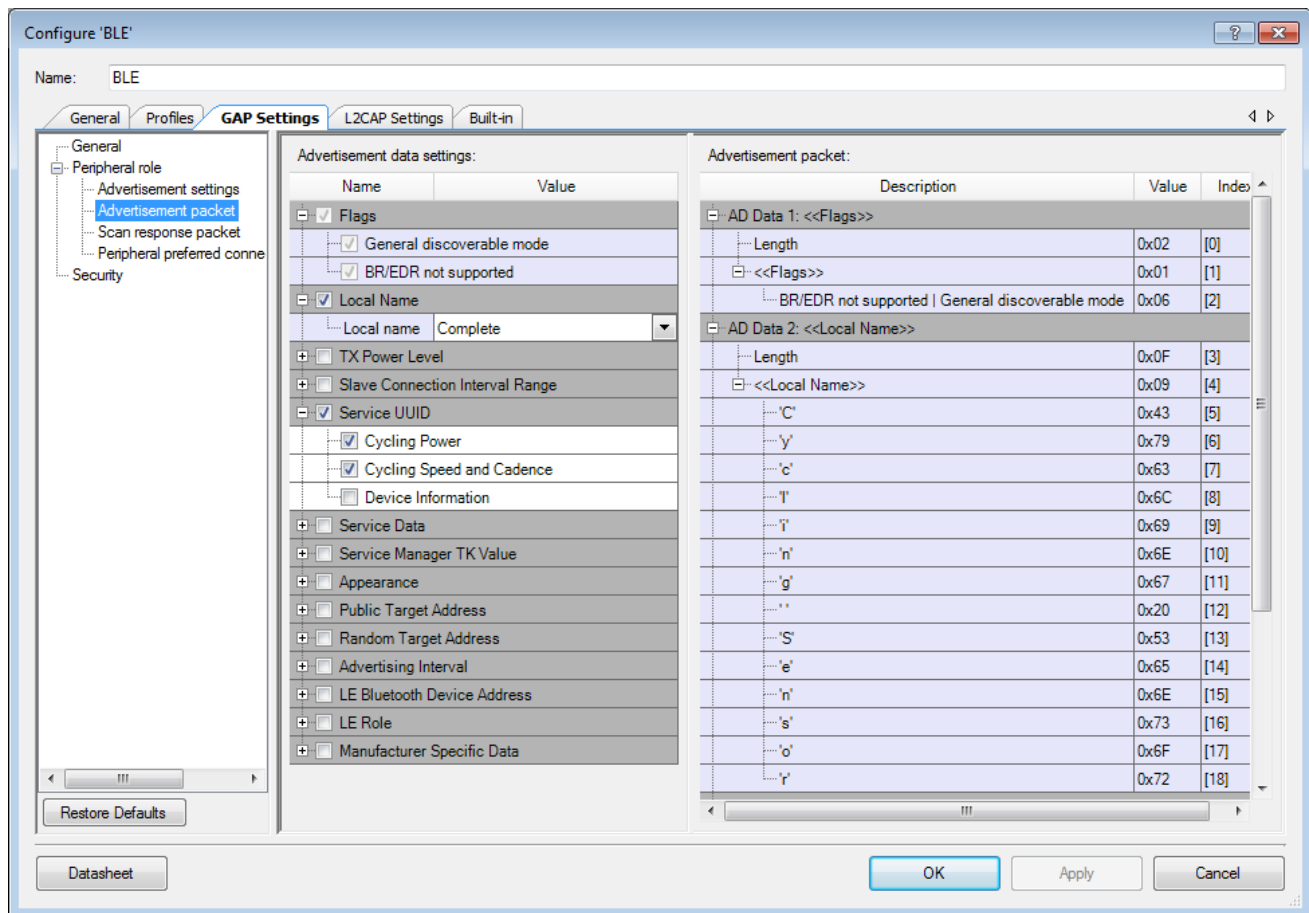 Configure 'BLE'
Name: BLE
General Profiles GAP Settings L2CAP Settings Built-in
General
Peripheral role
Advertisement settings
Advertisement packet
Scan response packet
Peripheral preferred conne
Security
Restore Defaults
Advertisement data settings:
Name Value
Flags
General discoverable mode
BR/EDR not supported
Local Name
Local name Complete
TX Power Level
Slave Connection Interval Range
Service UUID
Cycling Power
Cycling Speed and Cadence
Device Information
Service Data
Service Manager TK Value
Appearance
Public Target Address
Random Target Address
Advertising Interval
LE Bluetooth Device Address
LE Role
Manufacturer Specific Data
Advertisement packet:
Description Value Index
AD Data 1: <<Flags>>
Length 0x02 [0]
<<Flags>> 0x01 [1]
BR/EDR not supported | General discoverable mode 0x06 [2]
AD Data 2: <<Local Name>>
Length 0x0F [3]
<<Local Name>> 0x09 [4]
'C' 0x43 [5]
'y' 0x79 [6]
'c' 0x63 [7]
'l' 0x6C [8]
'i' 0x69 [9]
'n' 0x6E [10]
'g' 0x67 [11]
' ' 0x20 [12]
'S' 0x53 [13]
'e' 0x65 [14]
'n' 0x6E [15]
's' 0x73 [16]
'o' 0x6F [17]
'r' 0x72 [18]
Datasheet OK Apply Cancel